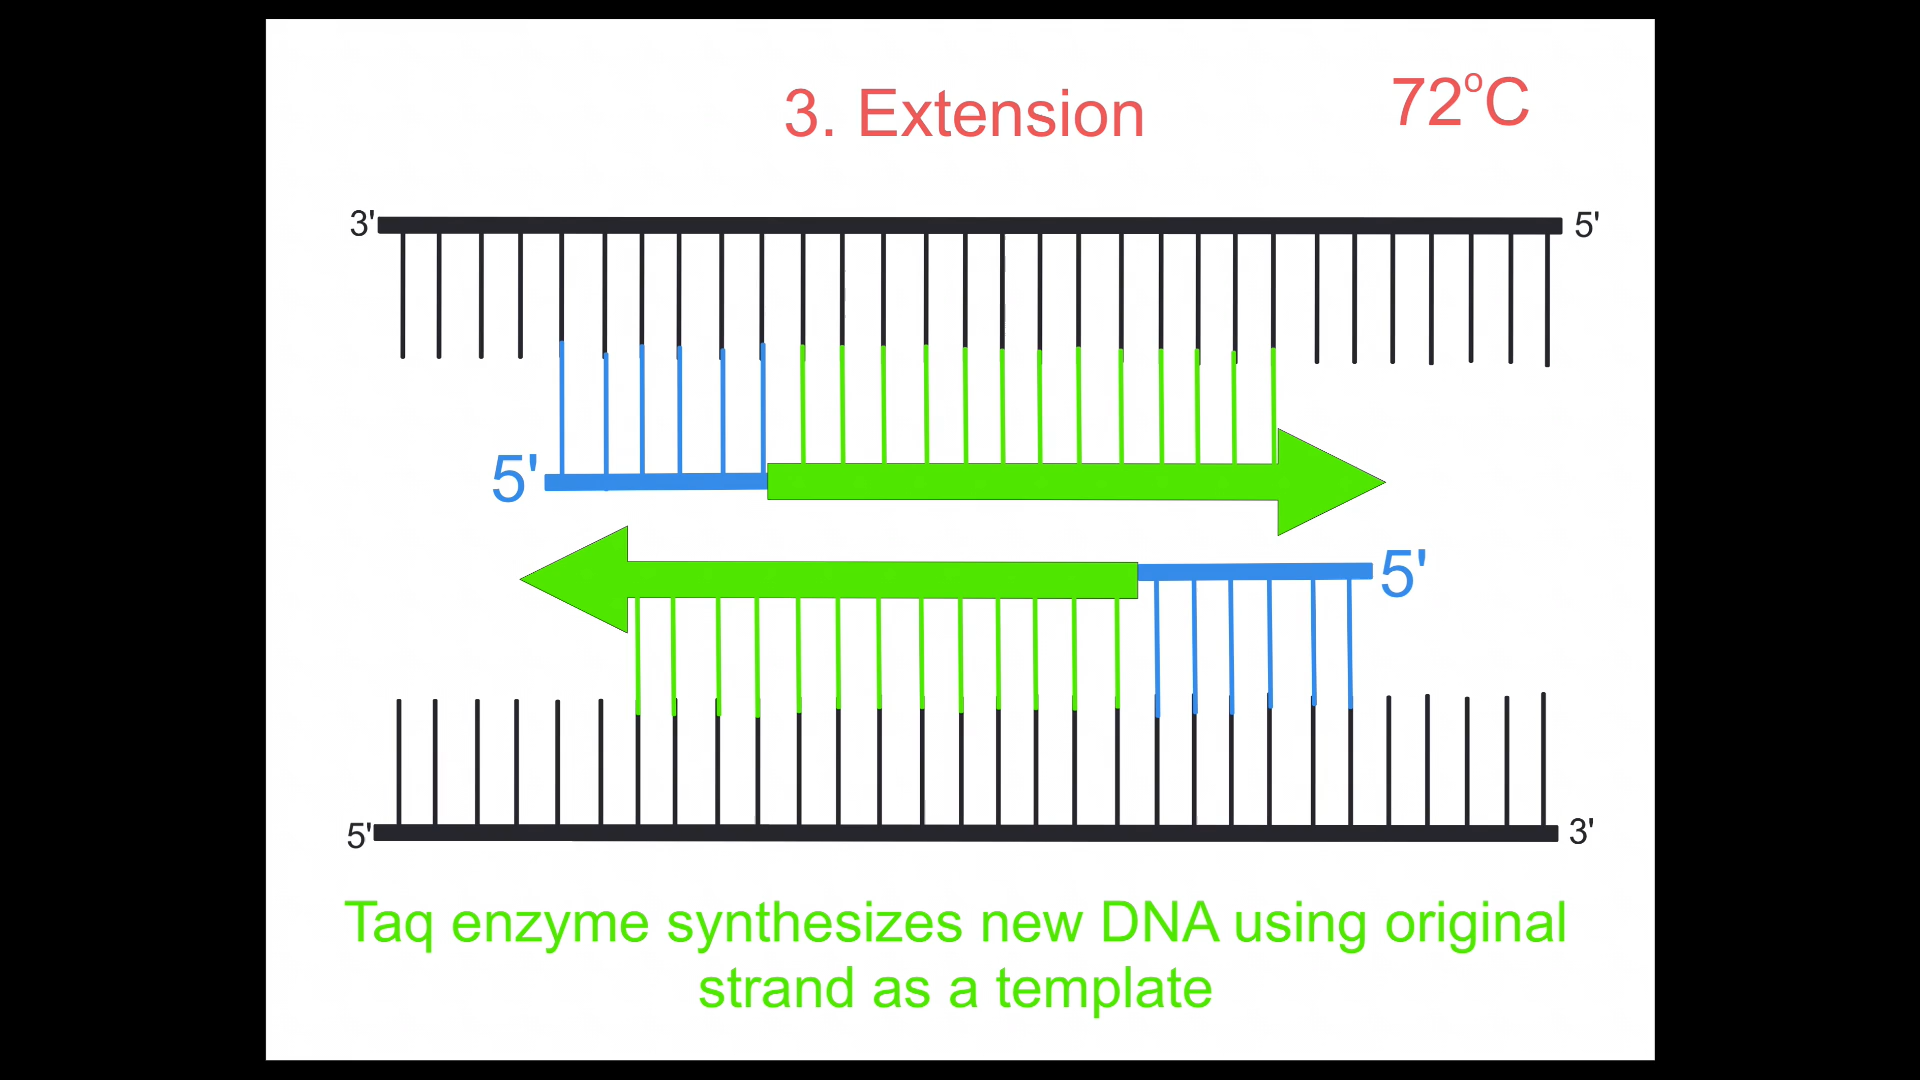 3. Extension
72°C
3'
5'
5'
5'
5'
3'
Taq enzyme synthesizes new DNA using original
strand as a template